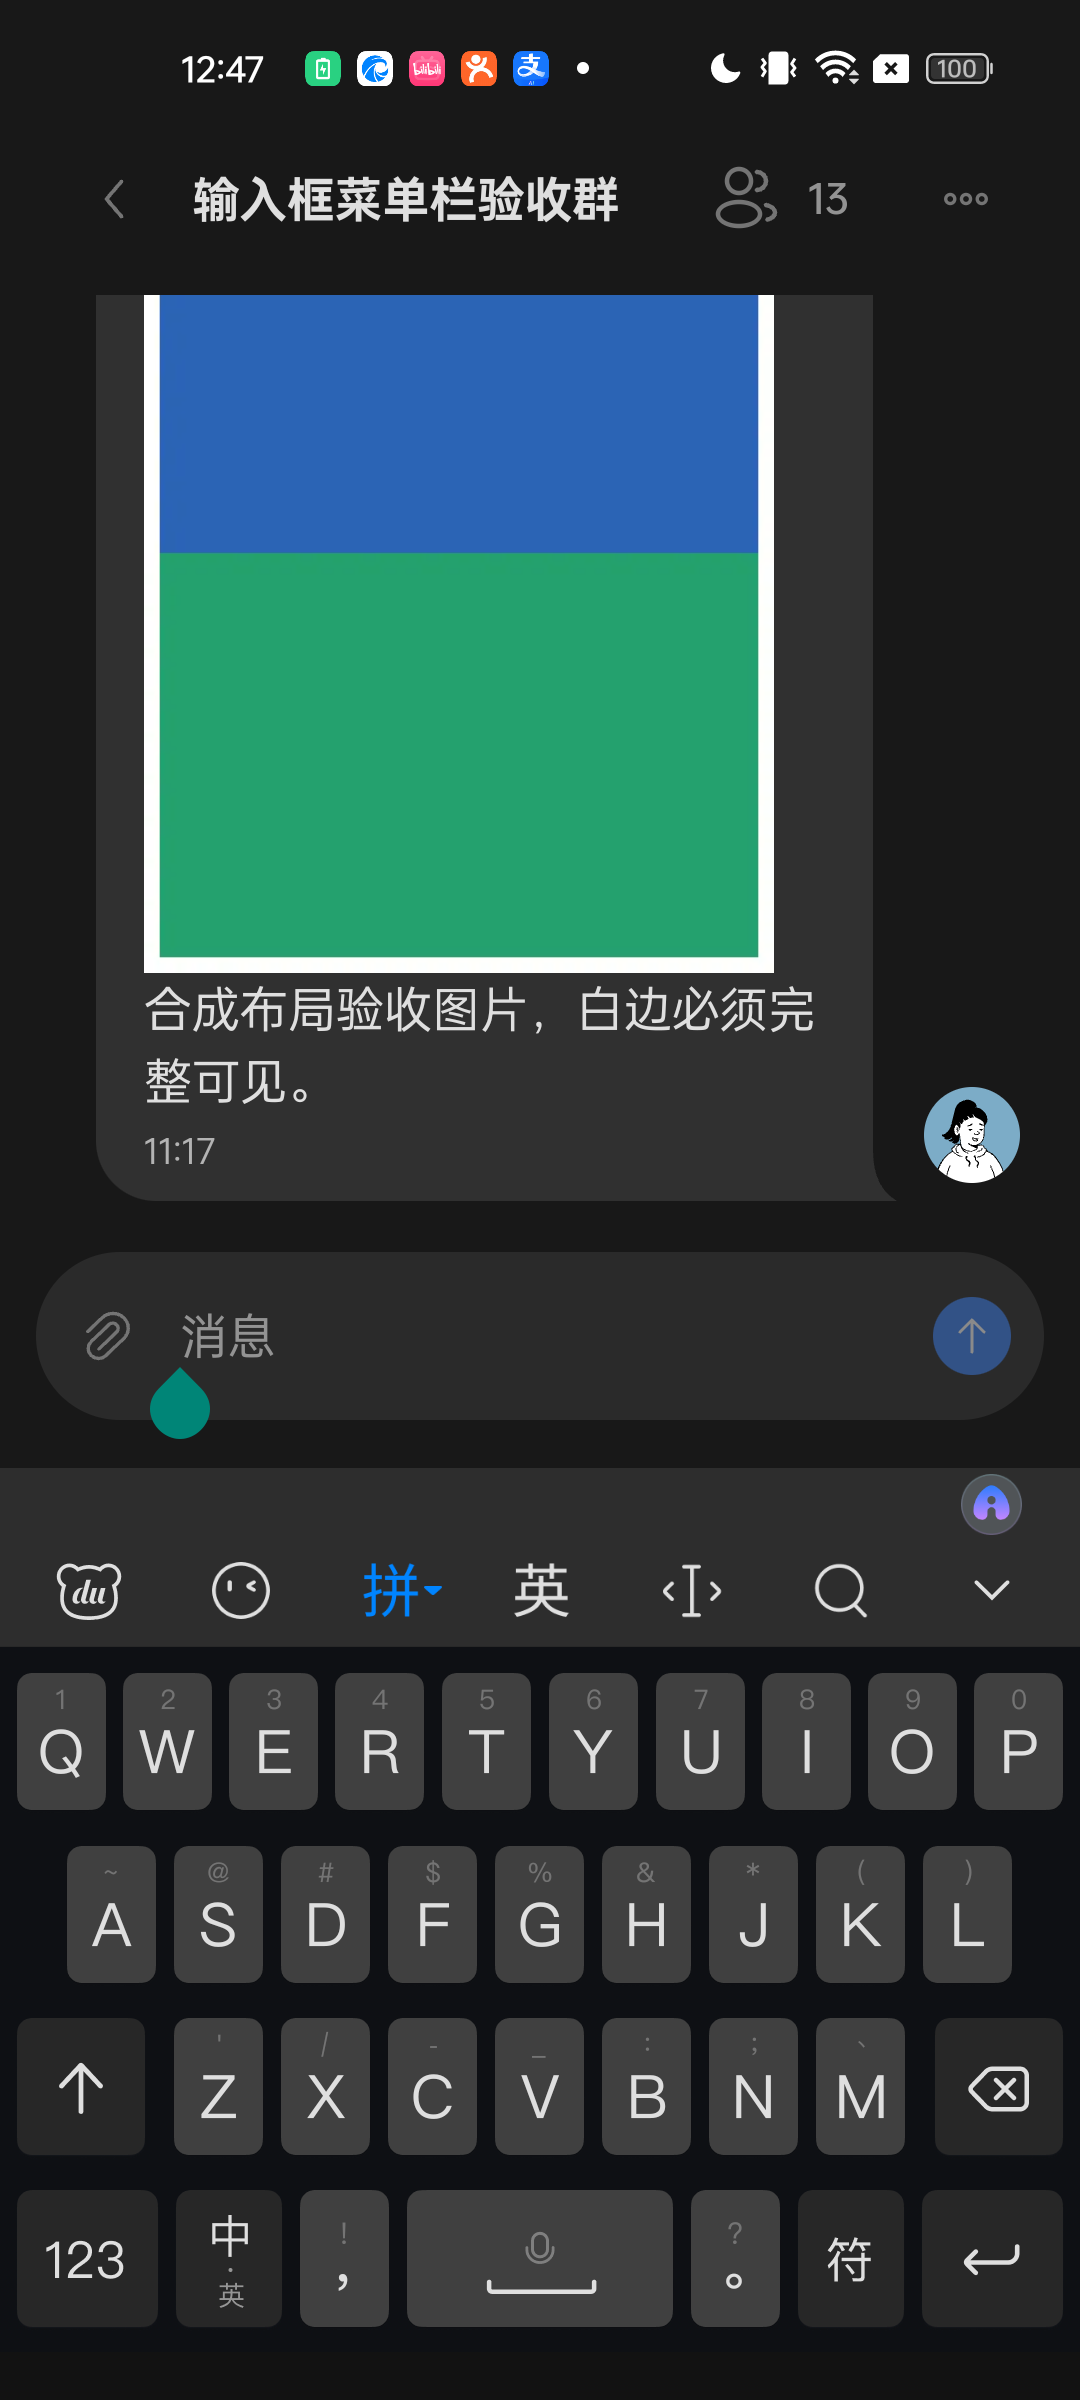 12:47 100
输入框菜单栏验收群 13
合成布局验收图片，白边必须完
整可见。
11:17
消息
du 拼 英
1 2 3 4 5 6 7 8 9 0
Q W E R T Y U I O P
~ @ # $ % & * ( )
A S D F G H J K L
' / - _ : ; 、
Z X C V B N M
123 中·英 ！， ？。 符